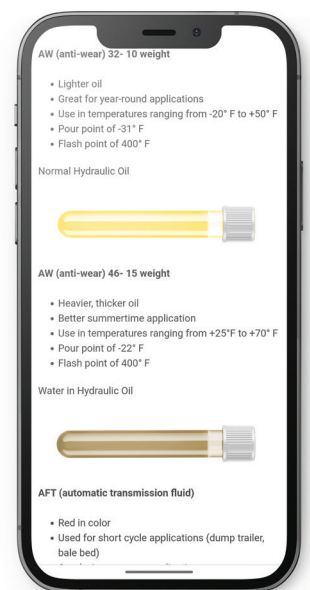 AW (anti-wear) 32- 10 weight
• Lighter oil
• Great for year-round applications
• Use in temperatures ranging from -20° F to +50° F
• Pour point of -31° F
• Flash point of 400° F
Normal Hydraulic Oil
AW (anti-wear) 46- 15 weight
• Heavier, thicker oil
• Better summertime application
• Use in temperatures ranging from +25°F to +70° F
• Pour point of -22° F
• Flash point of 400° F
Water in Hydraulic Oil
AFT (automatic transmission fluid)
• Red in color
• Used for short cycle applications (dump trailer,
bale bed)